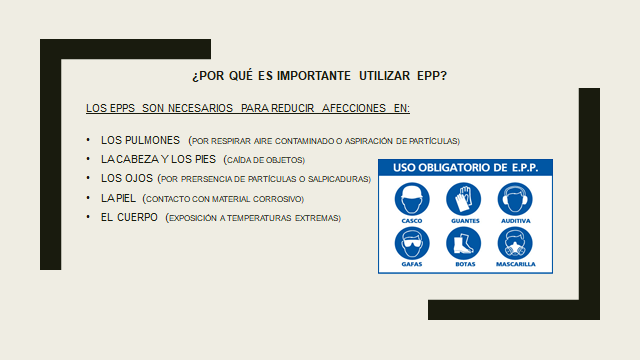 ¿POR QUÉ ES IMPORTANTE UTILIZAR EPP?
LOS EPPS SON NECESARIOS PARA REDUCIR AFECCIONES EN:
• LOS PULMONES (POR RESPIRAR AIRE CONTAMINADO O ASPIRACIÓN DE PARTÍCULAS)
• LA CABEZA Y LOS PIES (CAÍDA DE OBJETOS)
• LOS OJOS (POR PRERSENCIA DE PARTÍCULAS O SALPICADURAS)
• LA PIEL (CONTACTO CON MATERIAL CORROSIVO)
• EL CUERPO (EXPOSICIÓN A TEMPERATURAS EXTREMAS)
USO OBLIGATORIO DE E.P.P.
CASCO GUANTES AUDITIVA
GAFAS BOTAS MASCARILLA